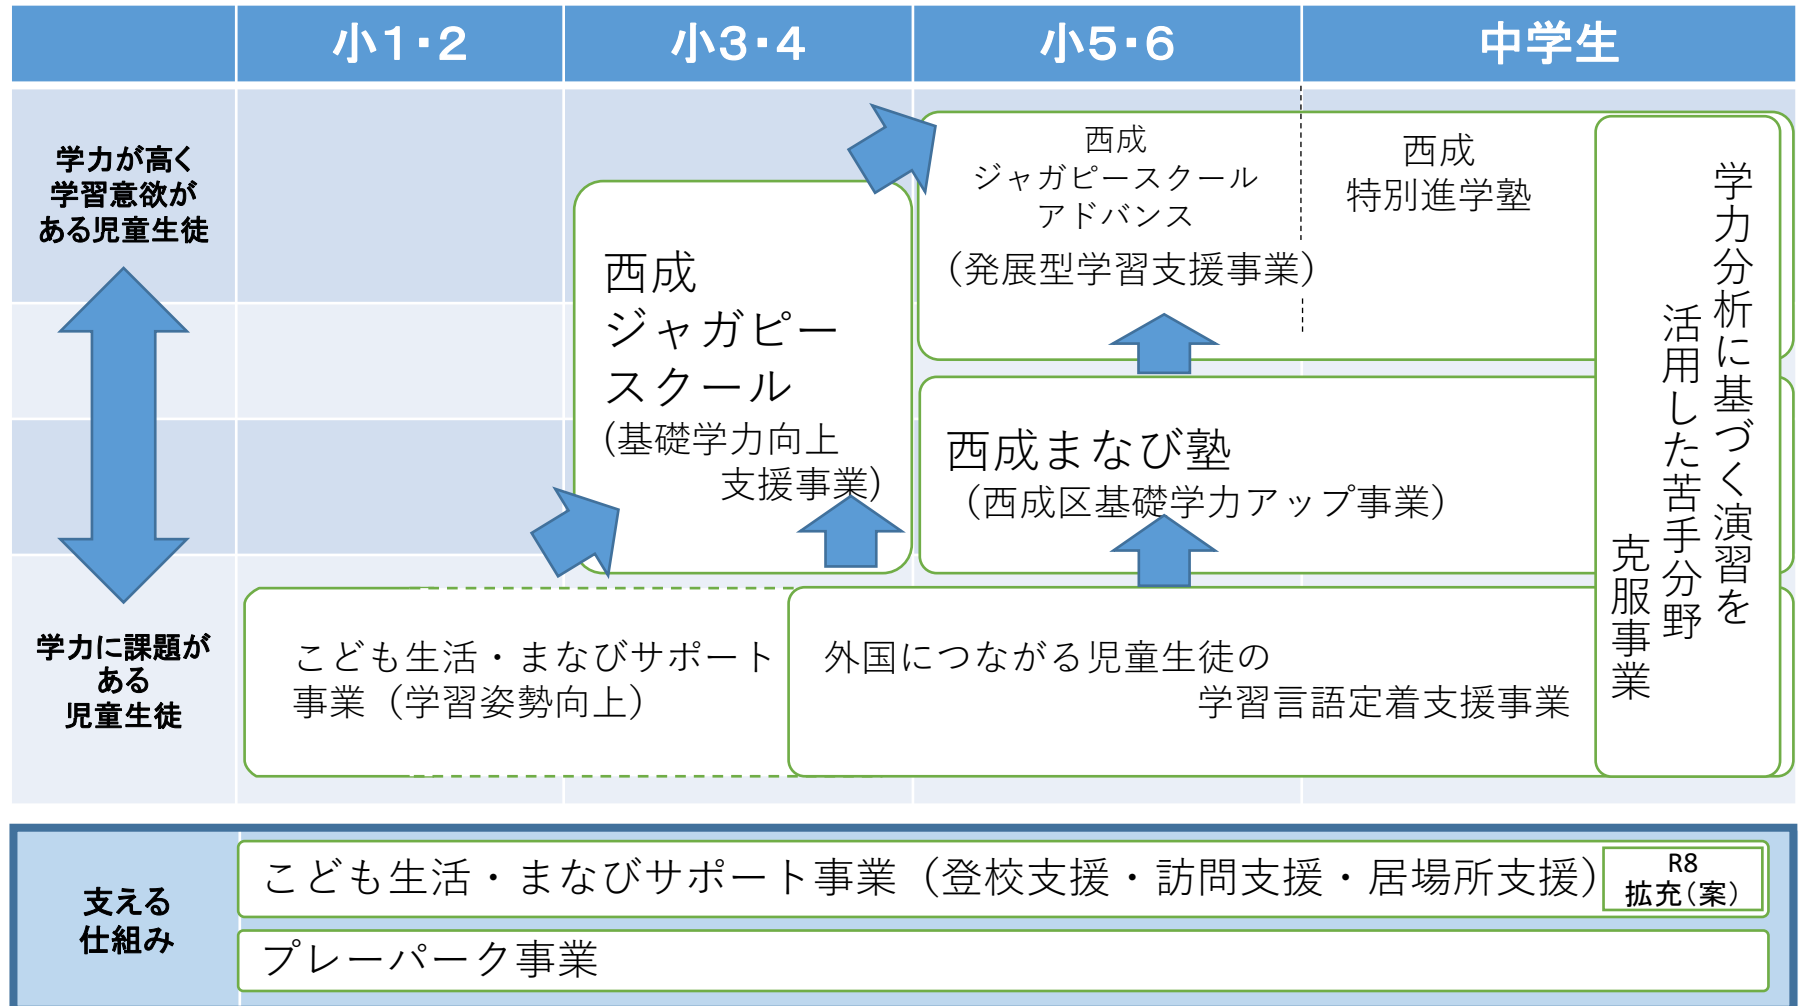 小1・2
小3・4
小5・6
中学生
学力が高く
学習意欲が
ある児童生徒
学力に課題が
ある
児童生徒
西成
ジャガピー
スクール
(基礎学力向上
支援事業)
西成
ジャガピースクール
アドバンス
(発展型学習支援事業)
西成
特別進学塾
西成まなび塾
(西成区基礎学力アップ事業)
こども生活・まなびサポート
事業(学習姿勢向上)
外国につながる児童生徒の
学習言語定着支援事業
学力分析に基づく演習を
活用した苦手分野
克服事業
支える
仕組み
こども生活・まなびサポート事業(登校支援・訪問支援・居場所支援)
R8
拡充(案)
プレーパーク事業